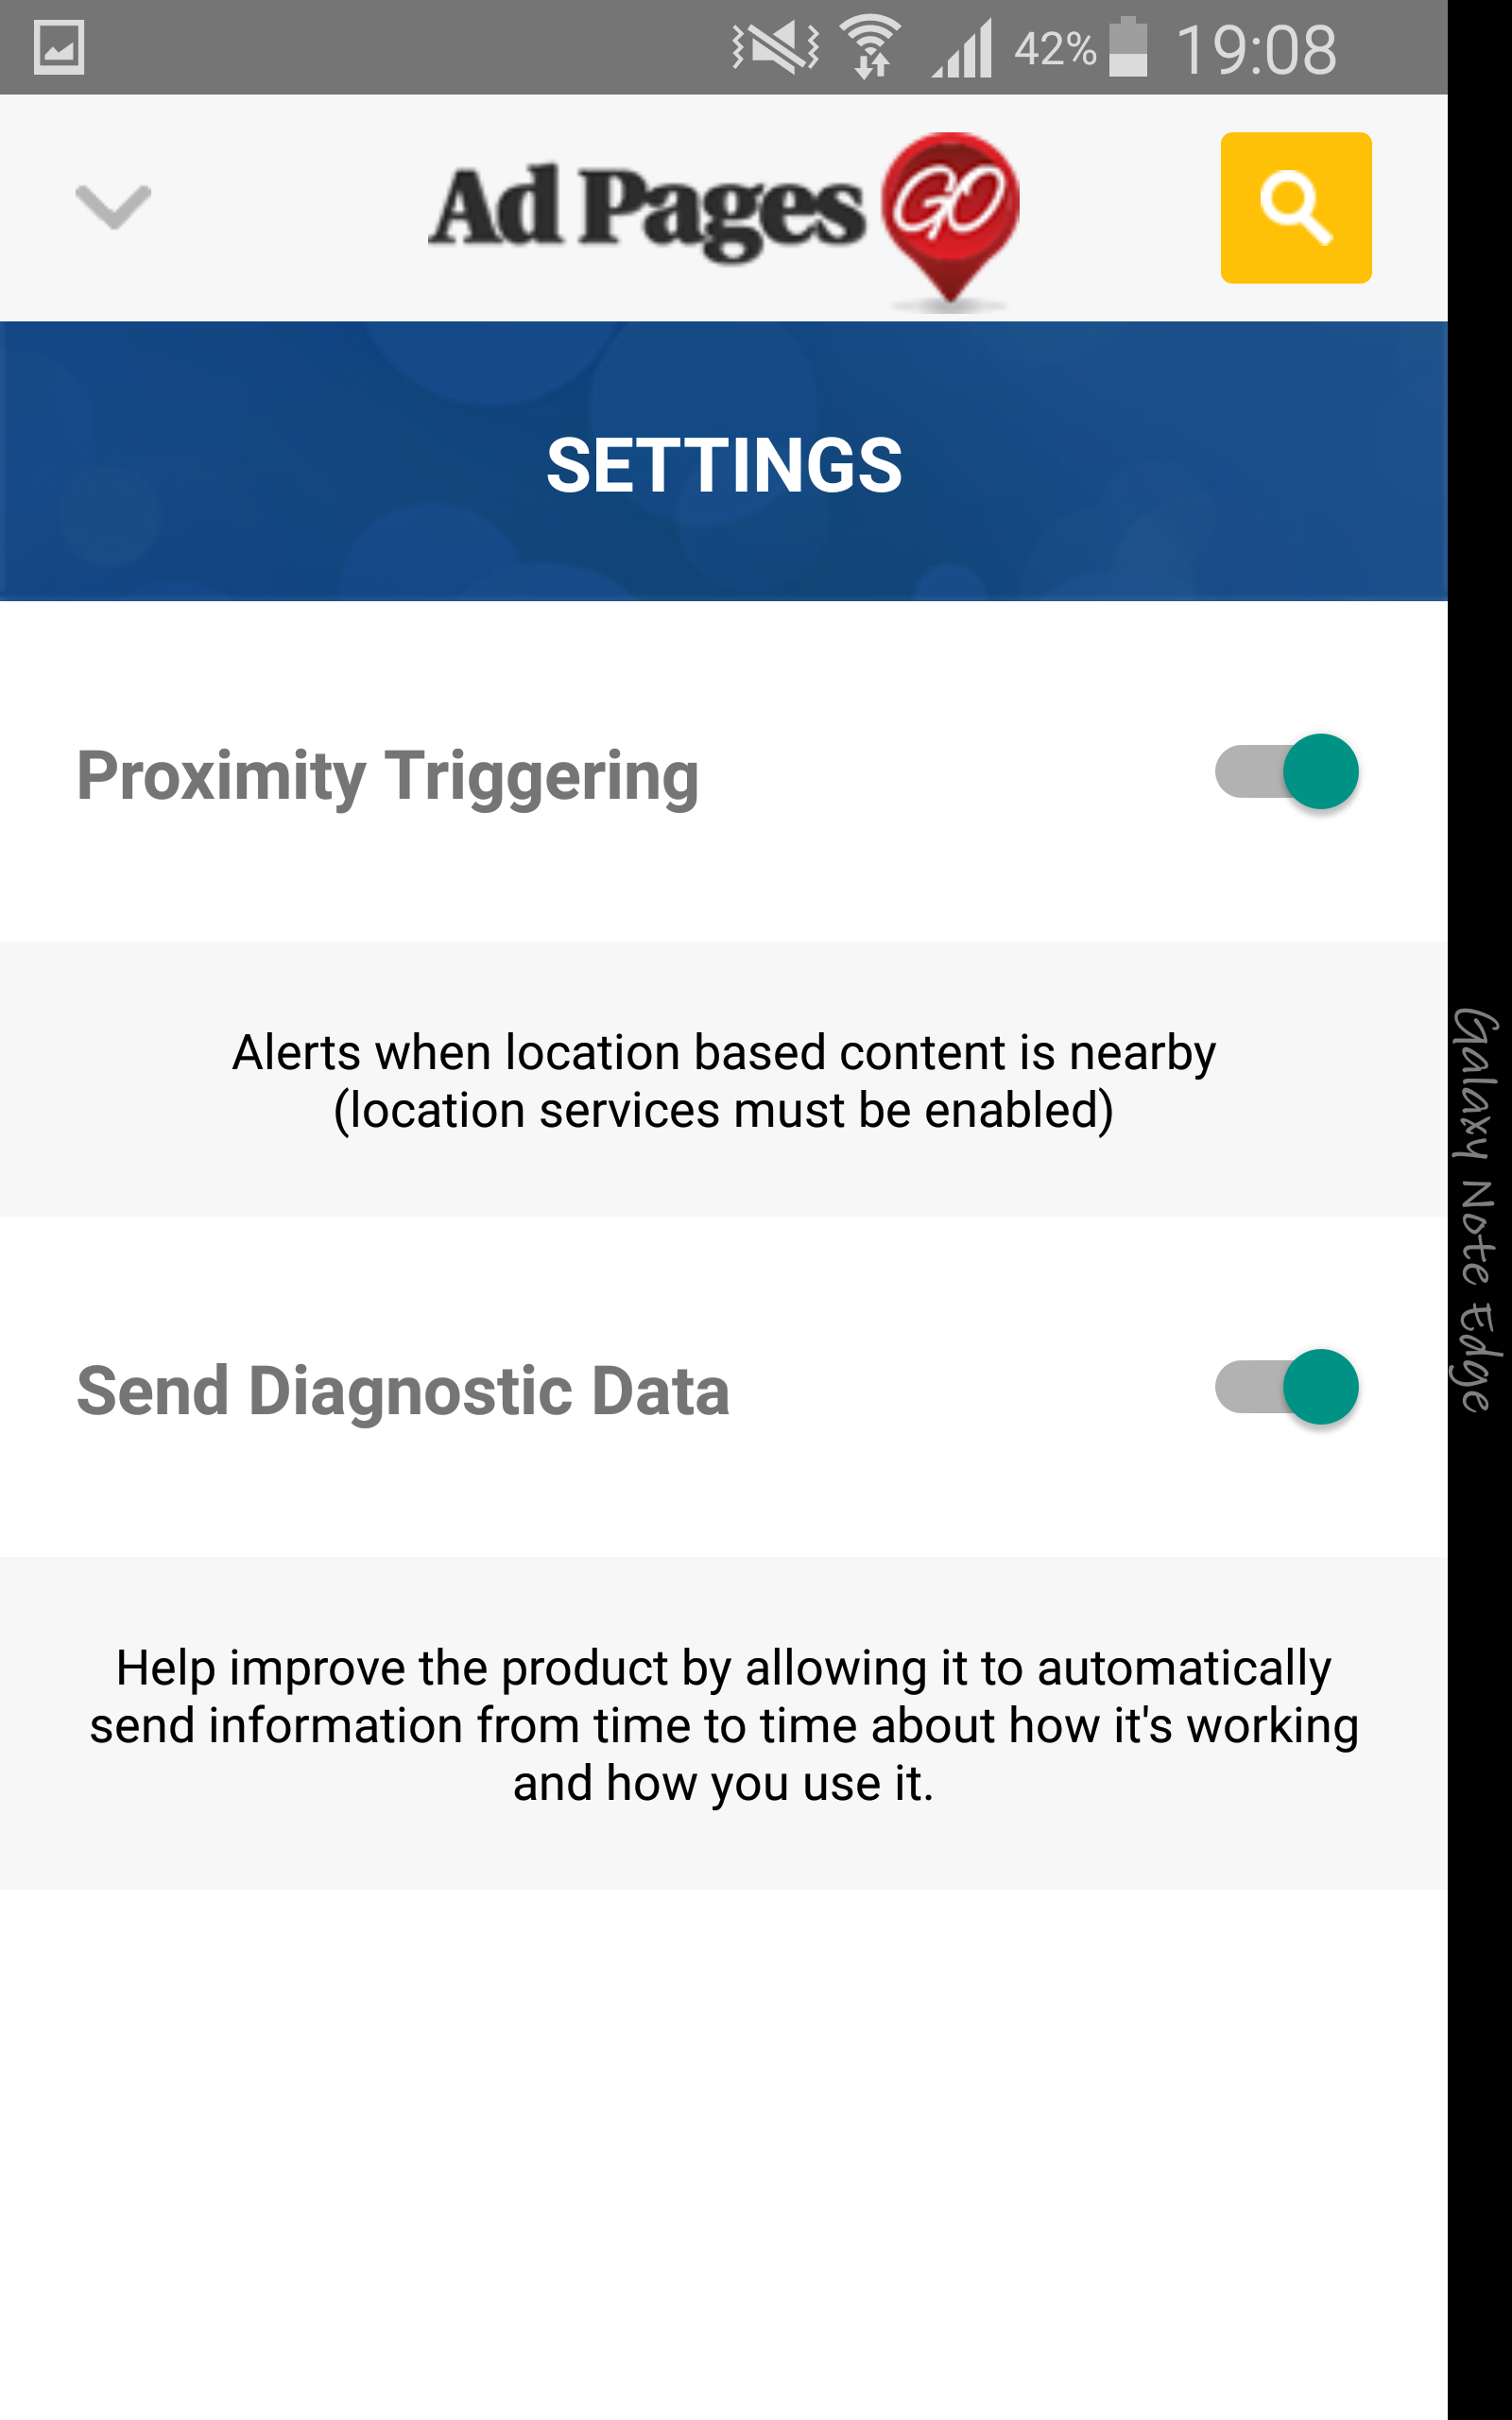 42% 19:08
Ad Pages GO
SETTINGS
Proximity Triggering
Alerts when location based content is nearby
(location services must be enabled)
Send Diagnostic Data
Help improve the product by allowing it to automatically
send information from time to time about how it's working
and how you use it.
Galaxy Note Edge